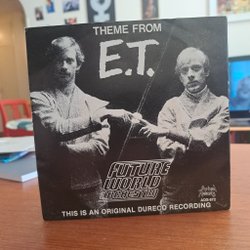 THEME FROM
E.T.
FUTURE
WORLD
ORCHESTRA
THIS IS AN ORIGINAL DURECO RECORDING